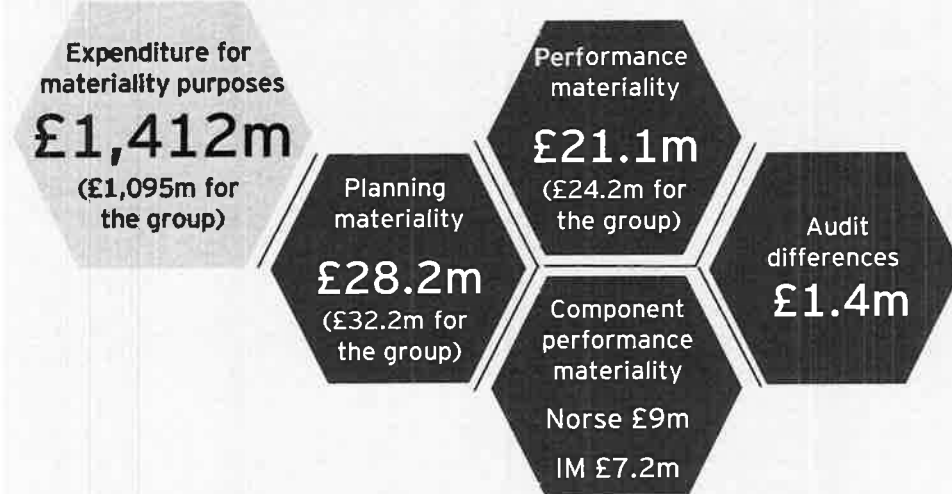 Expenditure for
materiality purposes
£1,412m
(£1,095m for
the group)
Planning
materiality
£28.2m
(£32.2m for
the group)
Performance
materiality
£21.1m
(£24.2m for
the group)
Component
performance
materiality
Norse £9m
IM £7.2m
Audit
differences
£1.4m